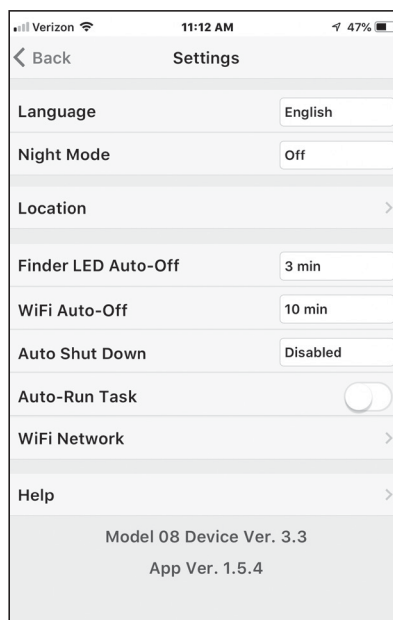 Verizon 11:12 AM 47%
Back Settings
Language English
Night Mode Off
Location
Finder LED Auto-Off 3 min
WiFi Auto-Off 10 min
Auto Shut Down Disabled
Auto-Run Task
WiFi Network
Help
Model 08 Device Ver. 3.3
App Ver. 1.5.4